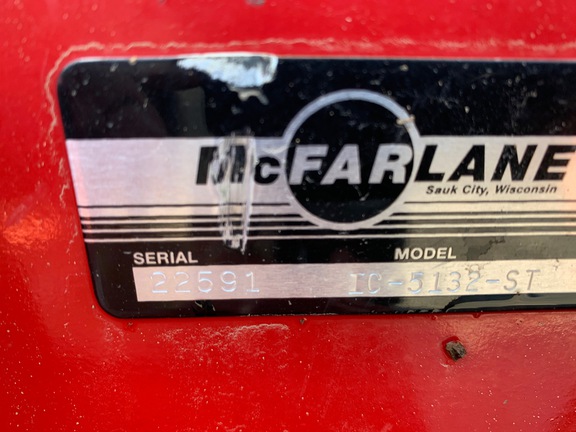 McFARLANE
Sauk City, Wisconsin
SERIAL MODEL
22591 IC-5132-ST